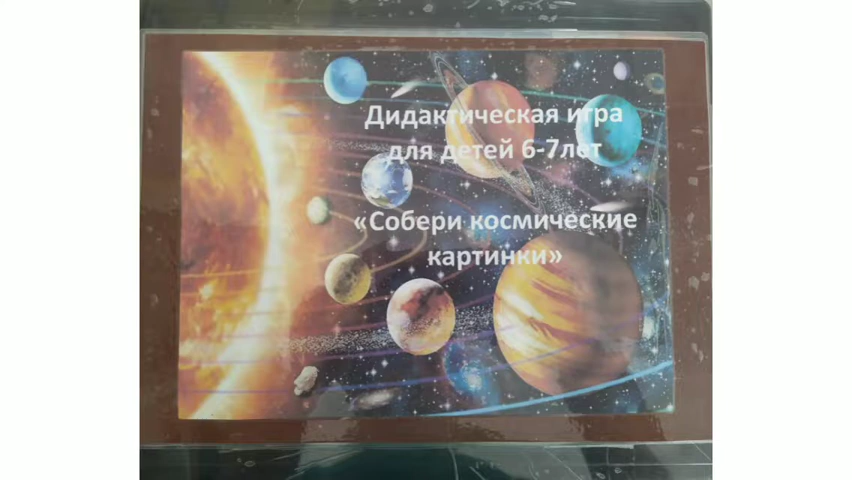 Дидактическая игра
для детей 6-7лет
«Собери космические
картинки»